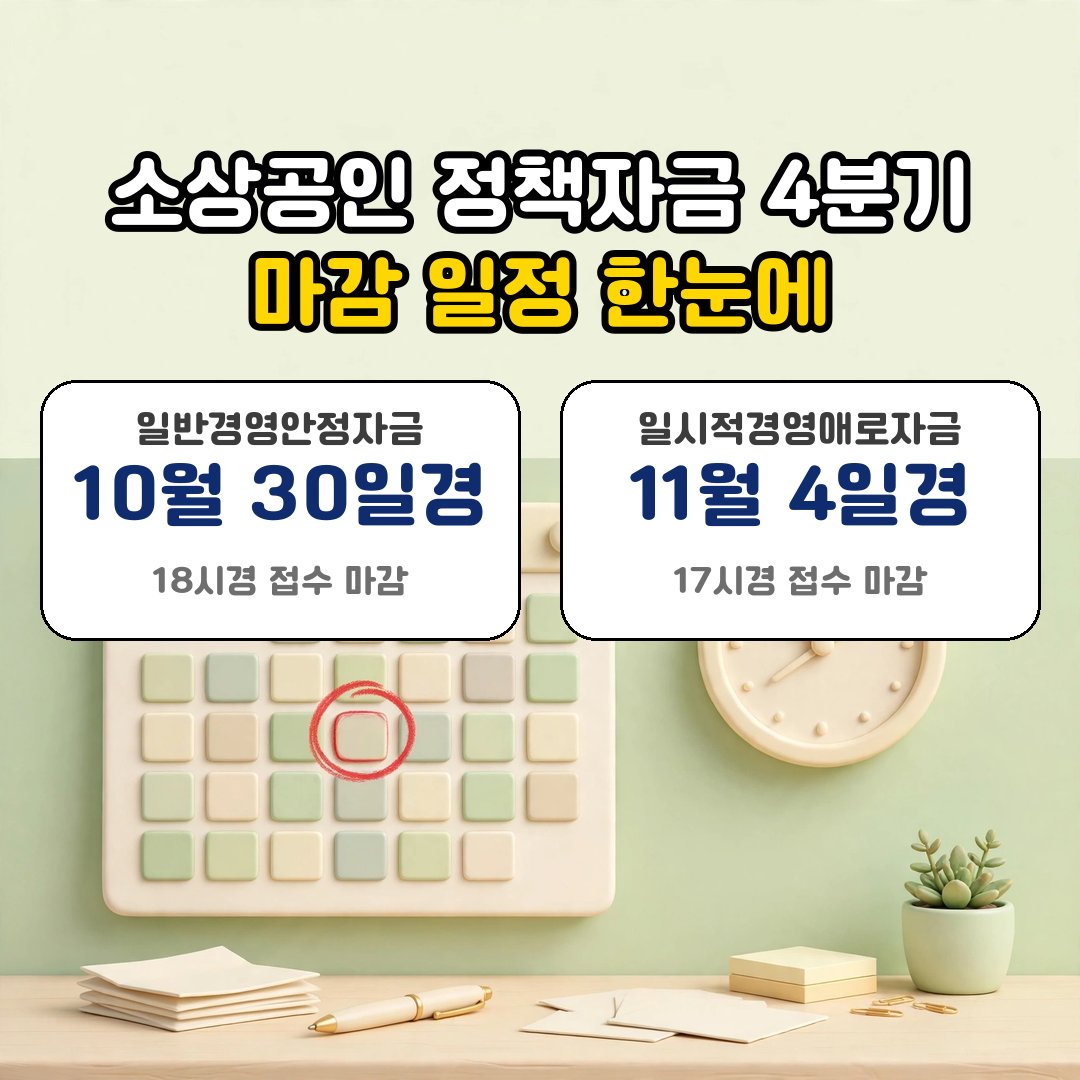 소상공인 정책자금 4분기
마감 일정 한눈에
일반경영안정자금
10월 30일경
18시경 접수 마감
일시적경영애로자금
11월 4일경
17시경 접수 마감